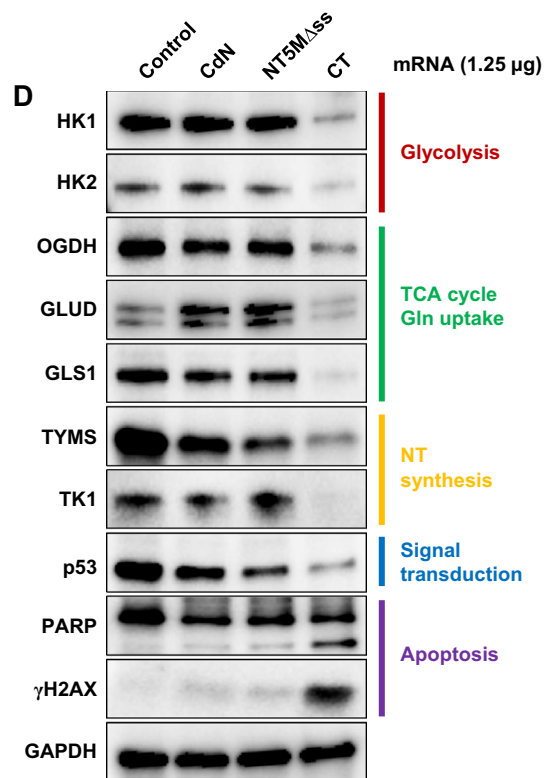 Control CdN NT5MΔss CT mRNA (1.25 µg)
D
HK1
HK2
Glycolysis
OGDH
GLUD
GLS1
TCA cycle
Gln uptake
TYMS
TK1
NT
synthesis
p53
Signal
transduction
PARP
γH2AX
Apoptosis
GAPDH